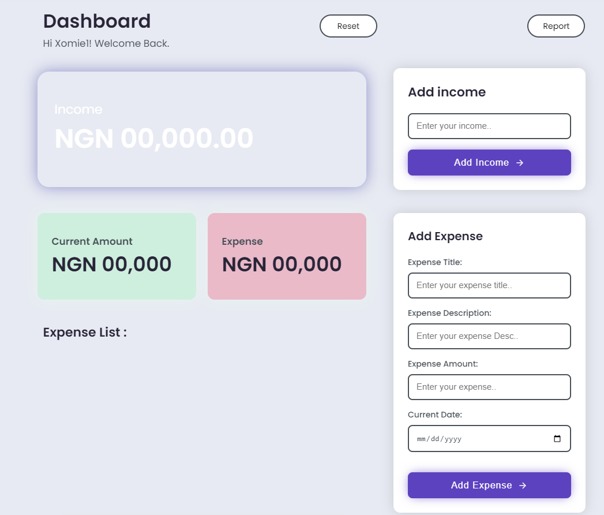 Dashboard
Hi Xomie1! Welcome Back.
Reset
Report
Income
NGN 00,000.00
Current Amount
NGN 00,000
Expense
NGN 00,000
Expense List :
Add income
Enter your income..
Add Income →
Add Expense
Expense Title:
Enter your expense title..
Expense Description:
Enter your expense Desc..
Expense Amount:
Enter your expense..
Current Date:
mm/dd/yyyy
Add Expense →